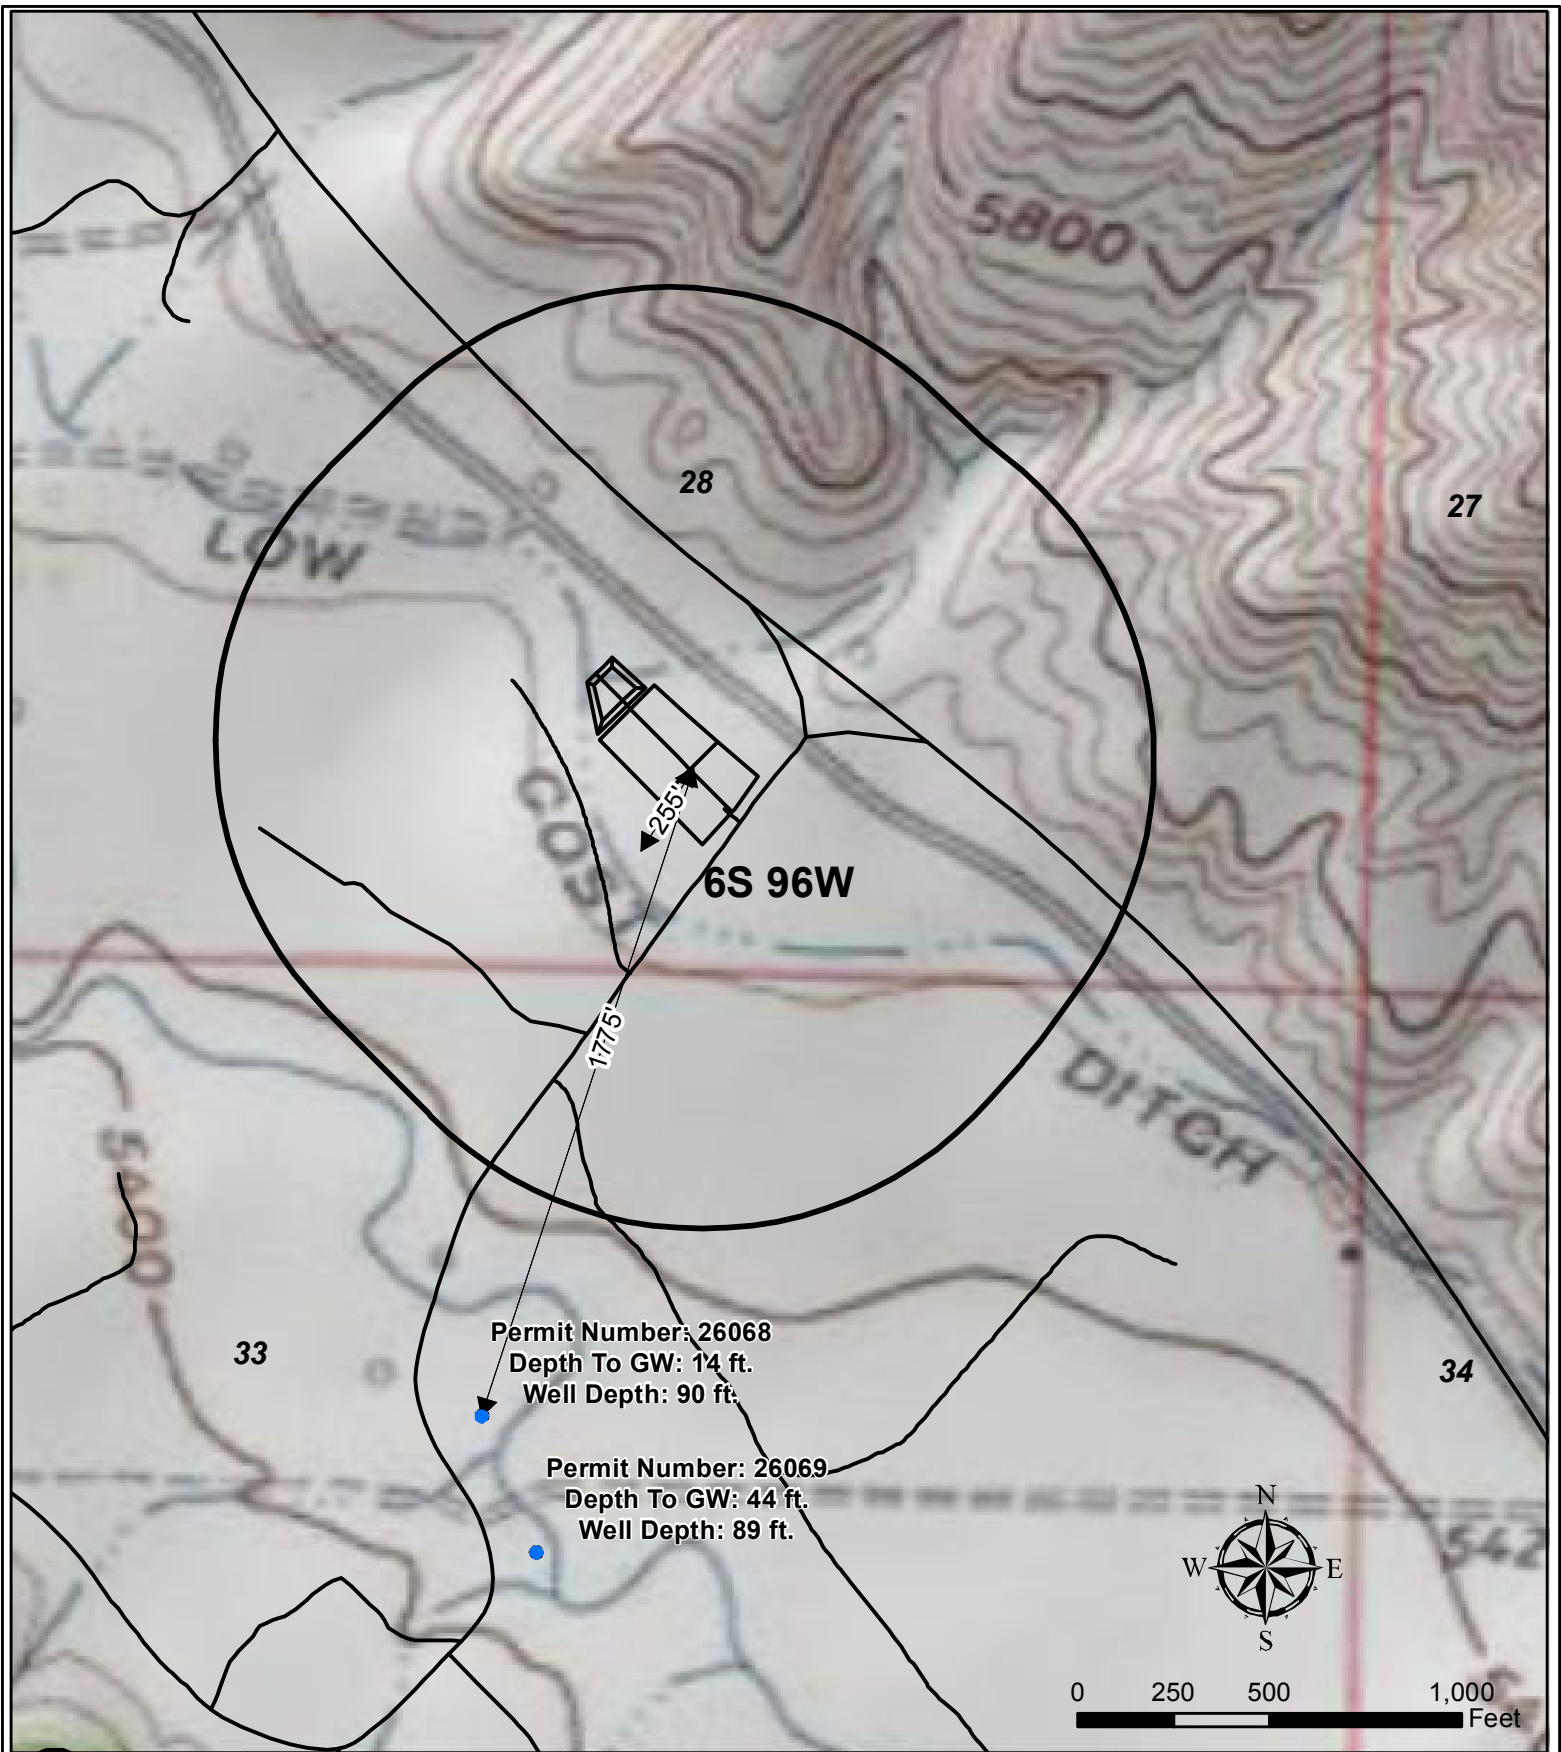 5800
28
27
LOW
255'
COST
6S 96W
1775'
DITCH
5400
33
34
Permit Number: 26068
Depth To GW: 14 ft.
Well Depth: 90 ft.
Permit Number: 26069
Depth To GW: 44 ft.
Well Depth: 89 ft.
542
N
W E
S
0 250 500 1,000
Feet